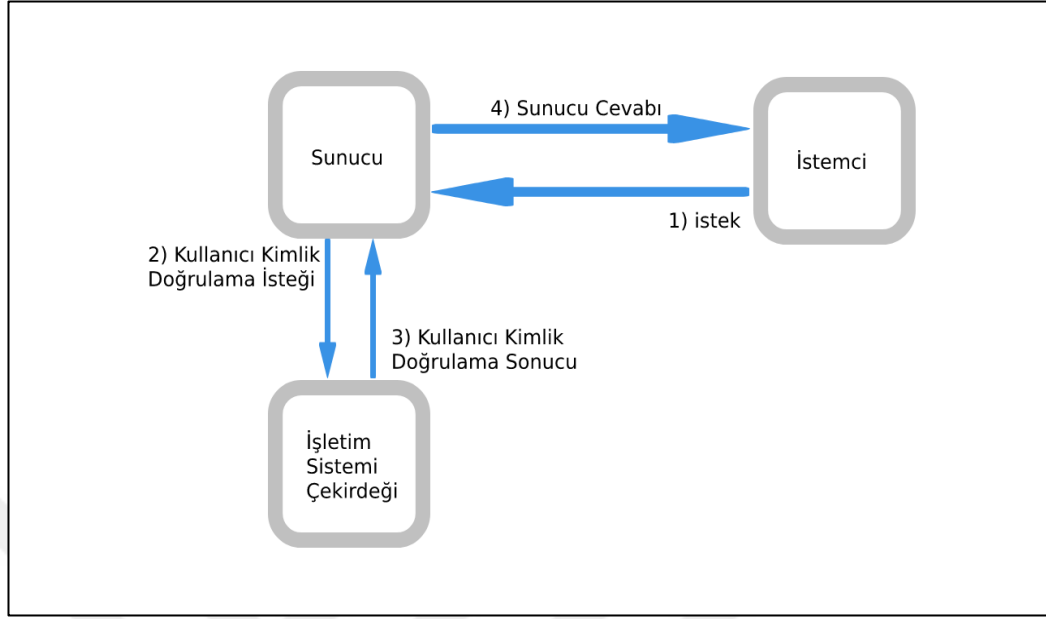 4) Sunucu Cevabı
Sunucu
İstemci
1) istek
2) Kullanıcı Kimlik
Doğrulama İsteği
3) Kullanıcı Kimlik
Doğrulama Sonucu
İşletim
Sistemi
Çekirdeği